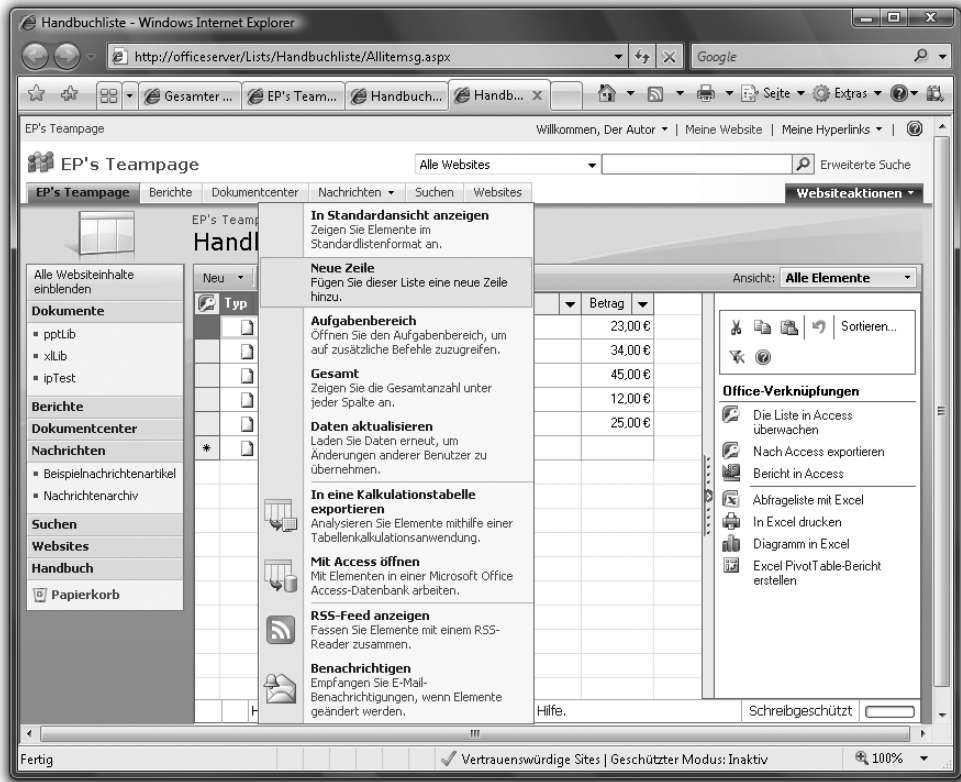 Handbuchliste - Windows Internet Explorer
http://officeserver/Lists/Handbuchliste/Allitemsg.aspx
Google
Gesamter ...
EP's Team...
Handbuch...
Handb...
Seite
Extras
EP's Teampage
Willkommen, Der Autor
| Meine Website |
Meine Hyperlinks
|
EP's Teampage
Alle Websites
Erweiterte Suche
EP's Teampage
Berichte
Dokumentcenter
Nachrichten
Suchen
Websites
Websiteaktionen
EP's Teamp
Handl
Alle Websiteinhalte
einblenden
Dokumente
pptLib
xlLib
ipTest
Berichte
Dokumentcenter
Nachrichten
Beispielnachrichtenartikel
Nachrichtenarchiv
Suchen
Websites
Handbuch
Papierkorb
Neu
Ansicht: Alle Elemente
Typ
Betrag
23,00 €
34,00 €
45,00 €
12,00 €
25,00 €
*
In Standardansicht anzeigen
Zeigen Sie Elemente im
Standardlistenformat an.
Neue Zeile
Fügen Sie dieser Liste eine neue Zeile
hinzu.
Aufgabenbereich
Öffnen Sie den Aufgabenbereich, um
auf zusätzliche Befehle zuzugreifen.
Gesamt
Zeigen Sie die Gesamtanzahl unter
jeder Spalte an.
Daten aktualisieren
Laden Sie Daten erneut, um
Änderungen anderer Benutzer zu
übernehmen.
In eine Kalkulationstabelle
exportieren
Analysieren Sie Elemente mithilfe einer
Tabellenkalkulationsanwendung.
Mit Access öffnen
Mit Elementen in einer Microsoft Office
Access-Datenbank arbeiten.
RSS-Feed anzeigen
Fassen Sie Elemente mit einem RSS-
Reader zusammen.
Benachrichtigen
Empfangen Sie E-Mail-
Benachrichtigungen, wenn Elemente
geändert werden.
Sortieren...
Office-Verknüpfungen
Die Liste in Access
überwachen
Nach Access exportieren
Bericht in Access
Abfrageliste mit Excel
In Excel drucken
Diagramm in Excel
Excel PivotTable-Bericht
erstellen
H
Hilfe.
Schreibgeschützt
Fertig
Vertrauenswürdige Sites | Geschützter Modus: Inaktiv
100%